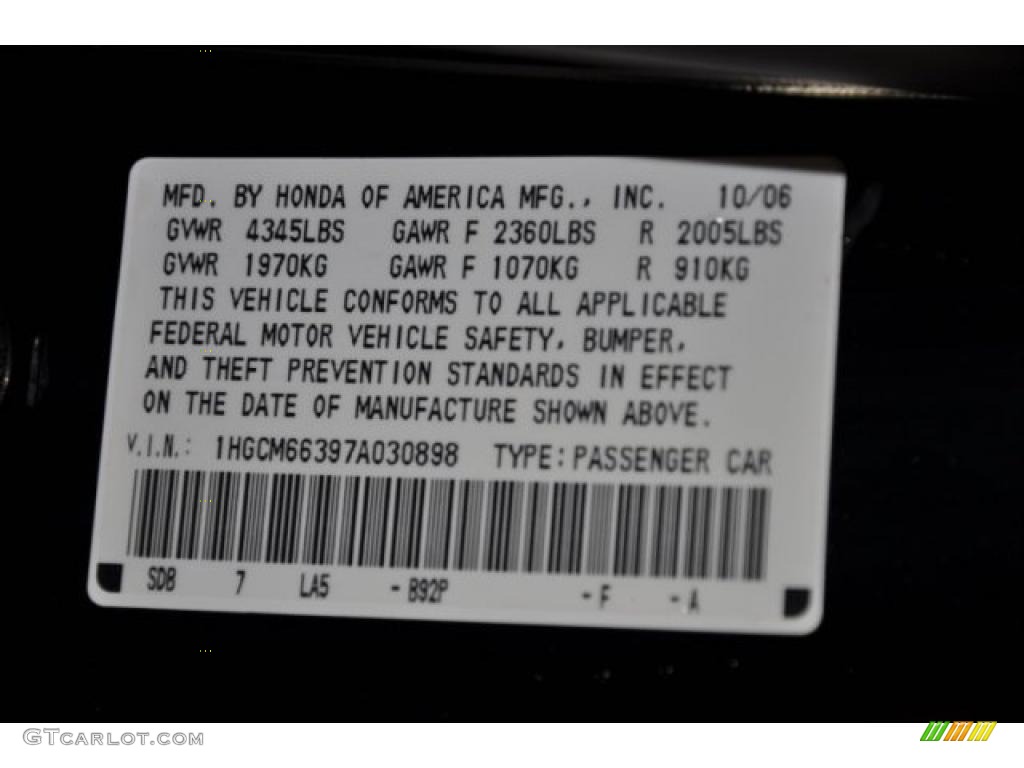 MFD. BY HONDA OF AMERICA MFG., INC. 10/06
GVWR 4345LBS GAWR F 2360LBS R 2005LBS
GVWR 1970KG GAWR F 1070KG R 910KG
THIS VEHICLE CONFORMS TO ALL APPLICABLE
FEDERAL MOTOR VEHICLE SAFETY, BUMPER,
AND THEFT PREVENTION STANDARDS IN EFFECT
ON THE DATE OF MANUFACTURE SHOWN ABOVE.
V.I.N.: 1HGCM66397A030898 TYPE: PASSENGER CAR
SDB 7 LA5 - B92P - F - A
GTCARLOT.COM